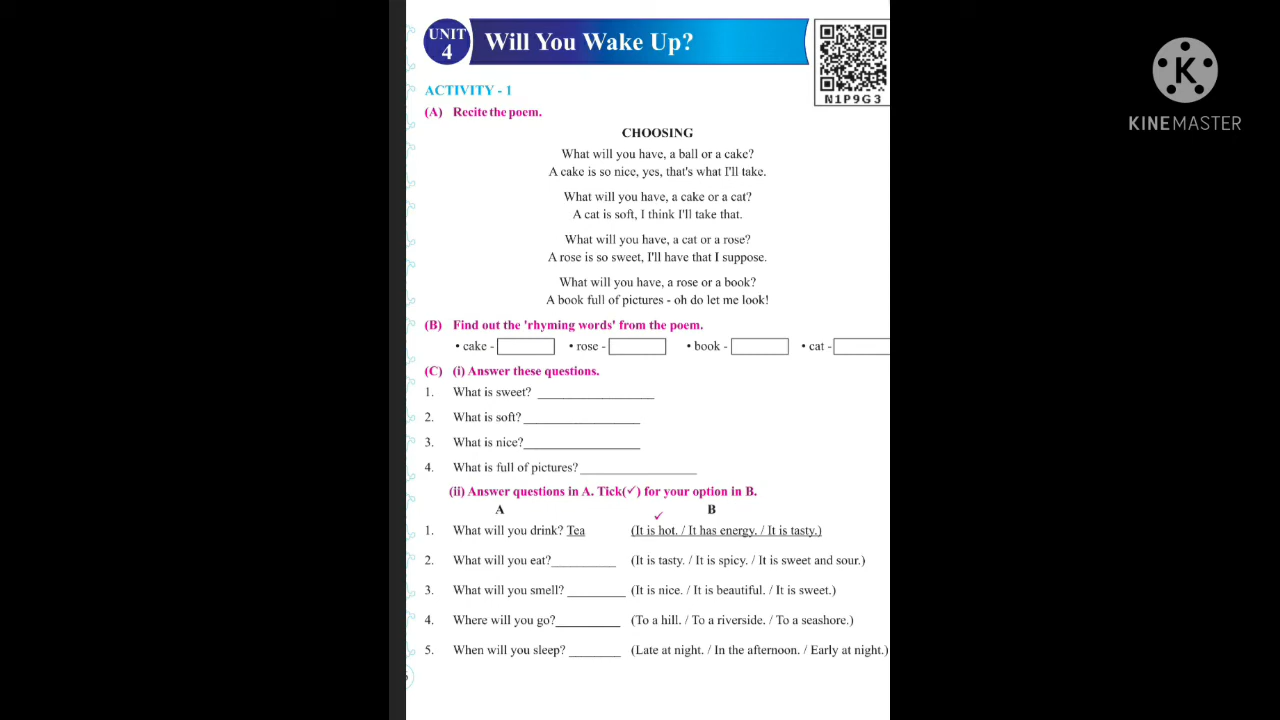 UNIT
4
Will You Wake Up?
N1P9G3
KINEMASTER
ACTIVITY - 1
(A) Recite the poem.
CHOOSING
What will you have, a ball or a cake?
A cake is so nice, yes, that's what I'll take.
What will you have, a cake or a cat?
A cat is soft, I think I'll take that.
What will you have, a cat or a rose?
A rose is so sweet, I'll have that I suppose.
What will you have, a rose or a book?
A book full of pictures - oh do let me look!
(B) Find out the 'rhyming words' from the poem.
• cake - • rose - • book - • cat -
(C) (i) Answer these questions.
1. What is sweet? ____________________
2. What is soft? ____________________
3. What is nice?____________________
4. What is full of pictures? ____________________
(ii) Answer questions in A. Tick(✓) for your option in B.
A B
✓
1. What will you drink? Tea (It is hot. / It has energy. / It is tasty.)
2. What will you eat?___________ (It is tasty. / It is spicy. / It is sweet and sour.)
3. What will you smell? __________ (It is nice. / It is beautiful. / It is sweet.)
4. Where will you go?___________ (To a hill. / To a riverside. / To a seashore.)
5. When will you sleep? _________ (Late at night. / In the afternoon. / Early at night.)